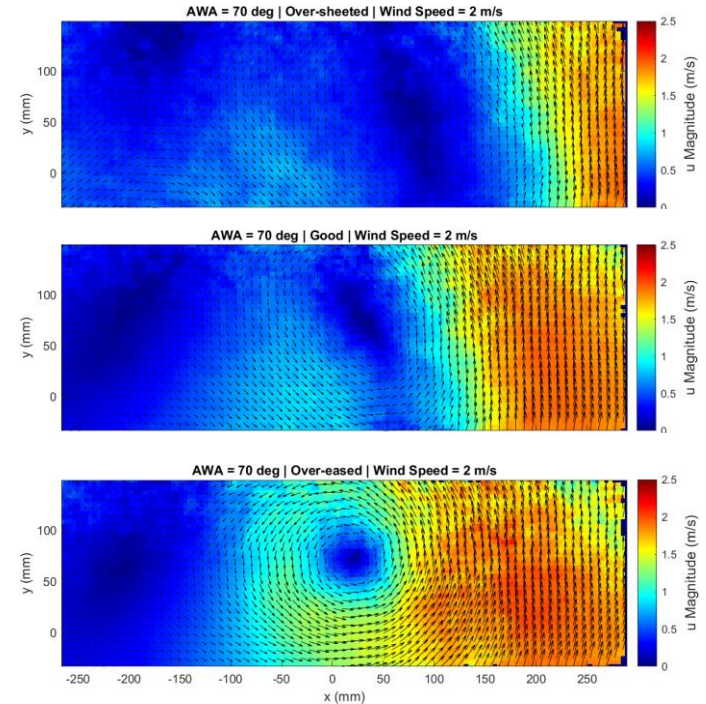 AWA = 70 deg | Over-sheeted | Wind Speed = 2 m/s
2.5
2
1.5
1
0.5
0
u Magnitude (m/s)
100
50
0
y (mm)
AWA = 70 deg | Good | Wind Speed = 2 m/s
2.5
2
1.5
1
0.5
0
u Magnitude (m/s)
100
50
0
y (mm)
AWA = 70 deg | Over-eased | Wind Speed = 2 m/s
2.5
2
1.5
1
0.5
0
u Magnitude (m/s)
100
50
0
y (mm)
-250 -200 -150 -100 -50 0 50 100 150 200 250
x (mm)